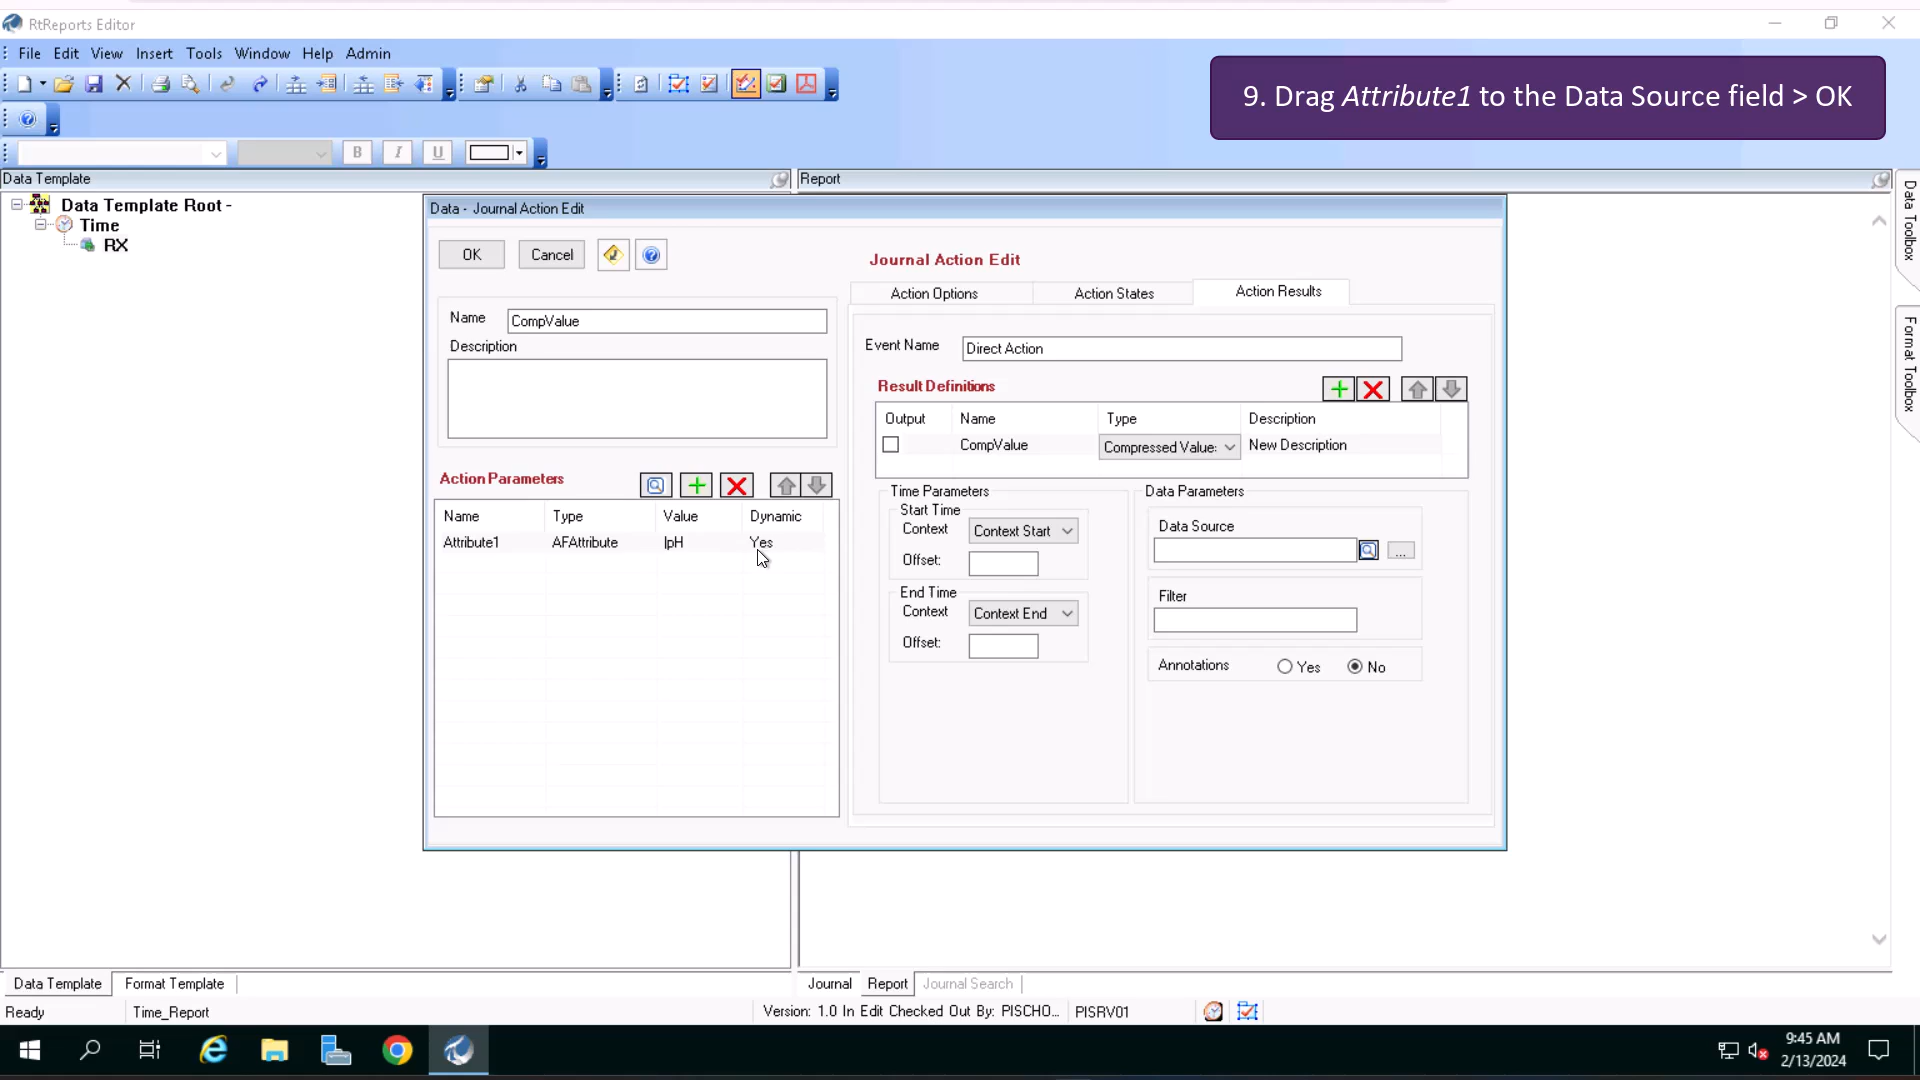 RtReports Editor
File Edit View Insert Tools Window Help Admin
9. Drag Attribute1 to the Data Source field > OK
B I U
Data Template
Report
Data Template Root -
Time
RX
Data - Journal Action Edit
OK Cancel
Journal Action Edit
Action Options Action States Action Results
Name CompValue
Description
Event Name Direct Action
Result Definitions
Output Name Type Description
CompValue Compressed Value: New Description
Action Parameters
Name Type Value Dynamic
Attribute1 AFAttribute |pH Yes
Time Parameters
Start Time
Context Context Start
Offset:
End Time
Context Context End
Offset:
Data Parameters
Data Source
...
Filter
Annotations Yes No
Data Toolbox
Format Toolbox
Data Template Format Template
Journal Report Journal Search
Ready Time_Report Version: 1.0 In Edit Checked Out By: PISCHO... PISRV01
9:45 AM
2/13/2024